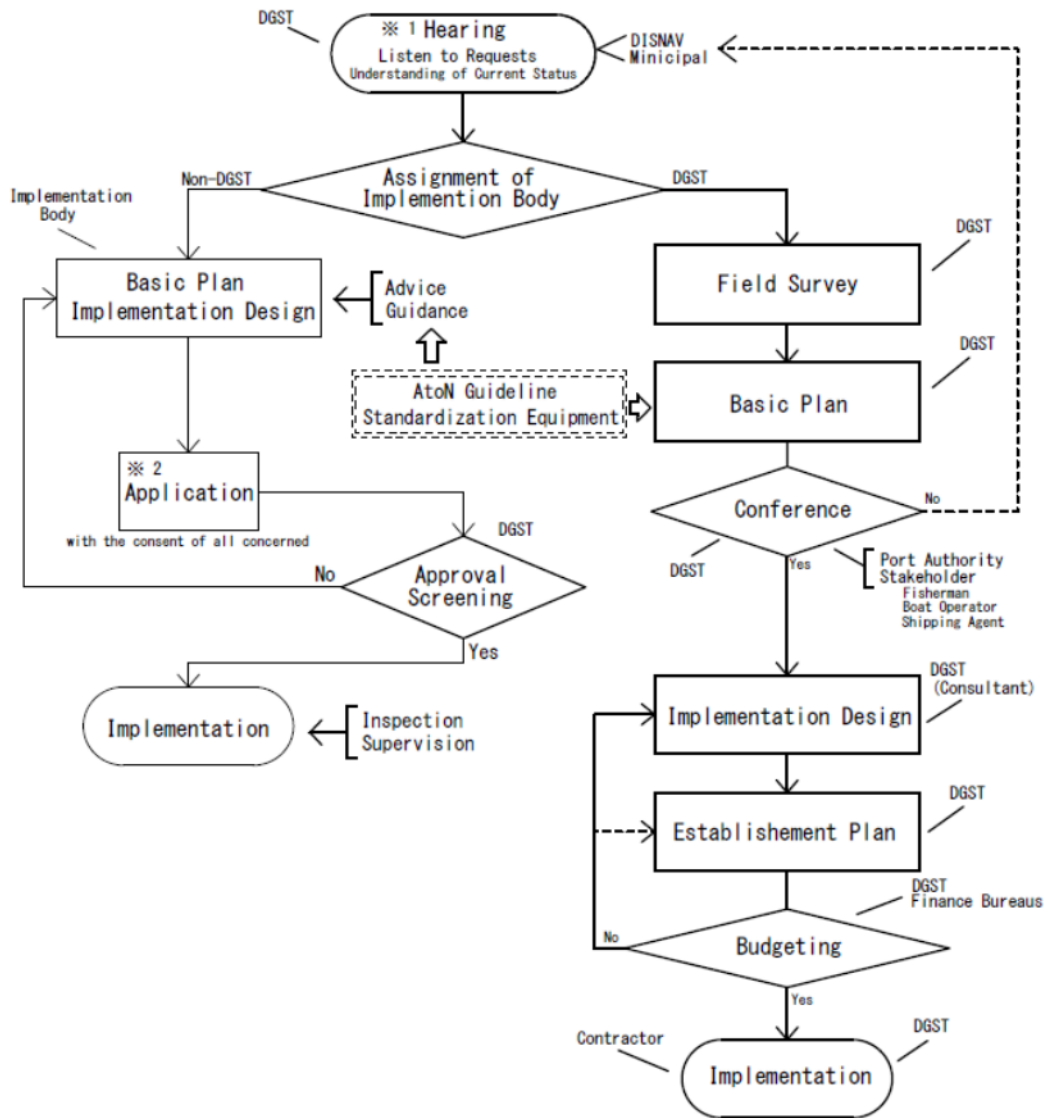 DGST
※ 1 Hearing
Listen to Requests
Understanding of Current Status
DISNAV
Minicipal
Assignment of
Implemention Body
Non-DGST
DGST
Implementation
Body
Basic Plan
Implementation Design
Advice
Guidance
DGST
Field Survey
AtoN Guideline
Standardization Equipment
DGST
Basic Plan
※ 2
Application
with the consent of all concerned
DGST
Approval
Screening
No
Yes
Conference
No
Yes
DGST
Port Authority
Stakeholder
Fisherman
Boat Operator
Shipping Agent
Implementation
Inspection
Supervision
DGST
(Consultant)
Implementation Design
DGST
Establishement Plan
DGST
Finance Bureaus
Budgeting
No
Yes
Contractor
DGST
Implementation